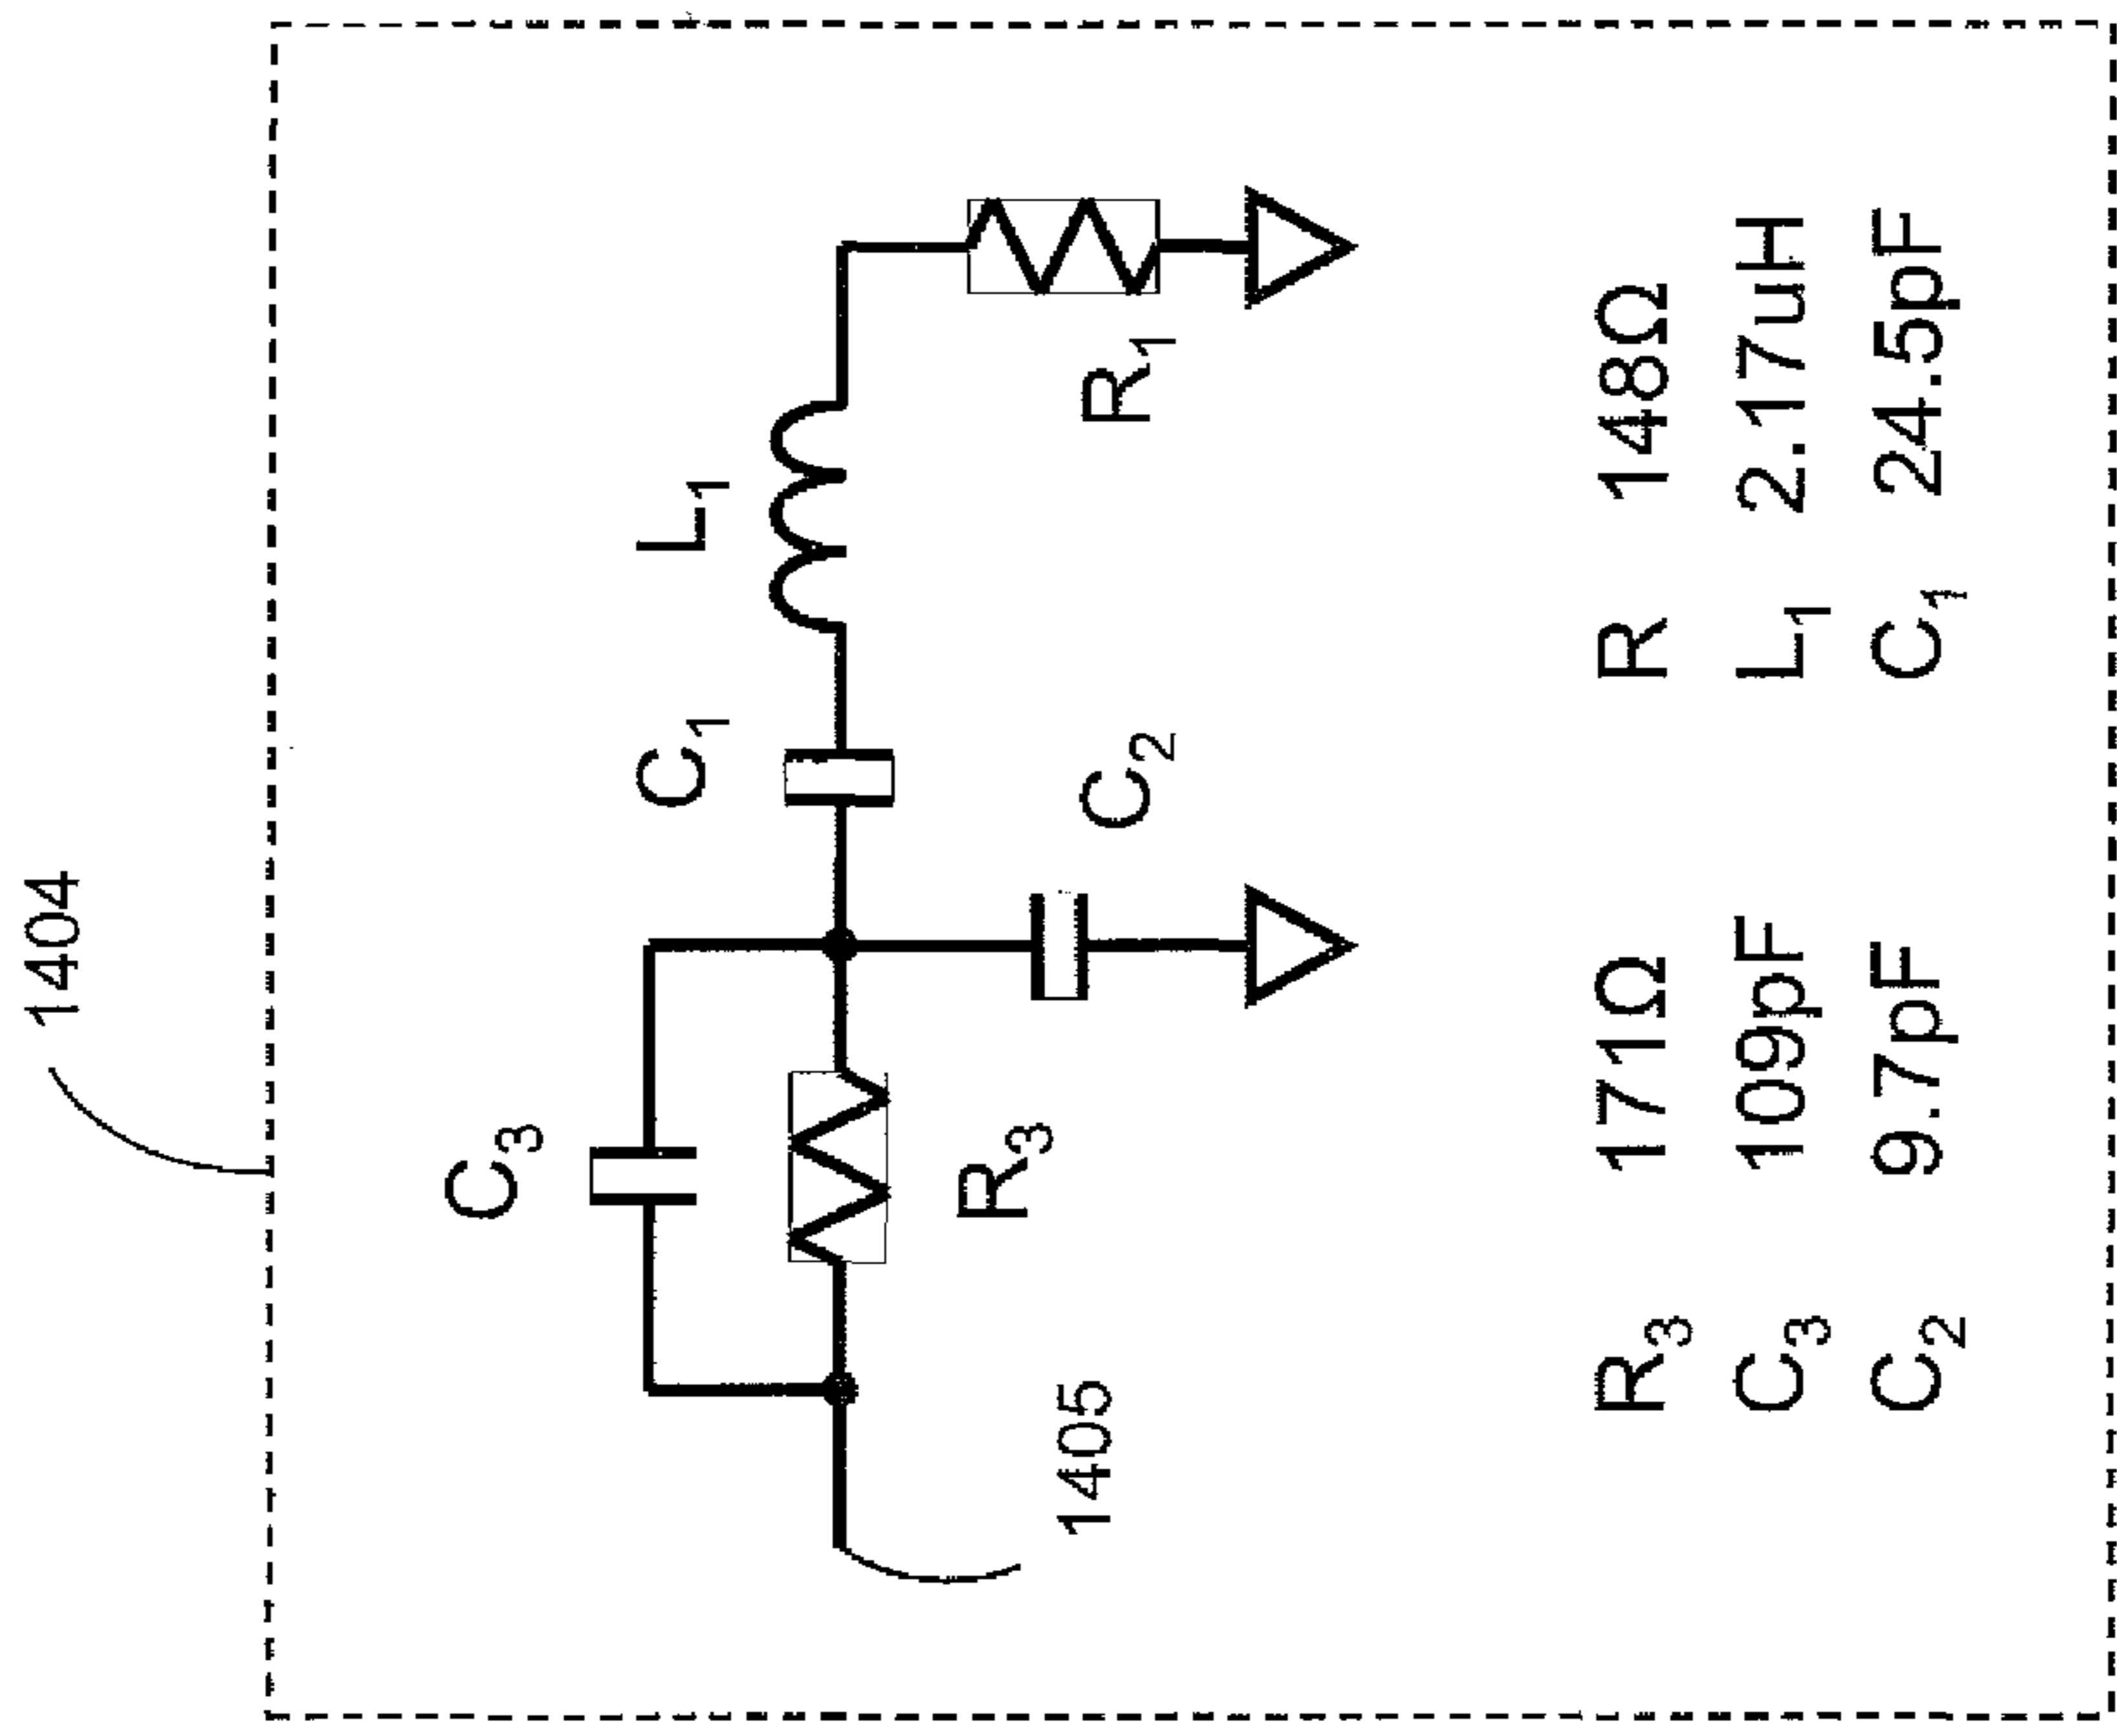 1404
C3
R3
1405
C1
L1
C2
R1
R3 171Ω R 148Ω
C3 109pF L1 2.17uH
C2 9.7pF C1 24.5pF